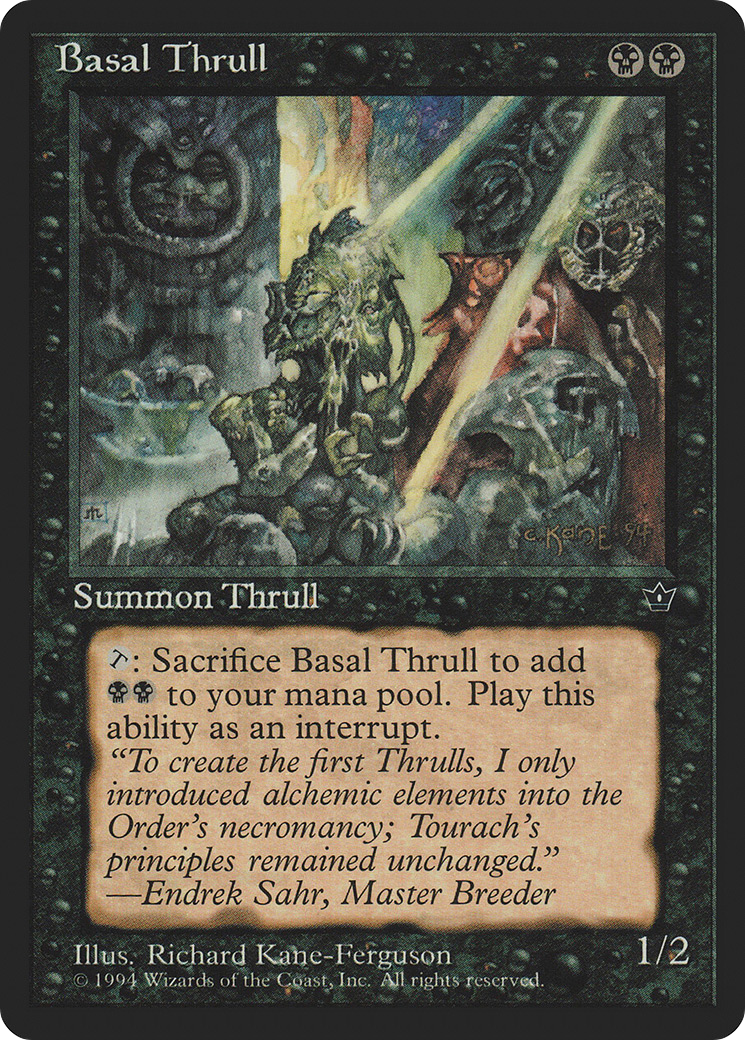 Basal Thrull
C. KANE 94
Summon Thrull
T: Sacrifice Basal Thrull to add
to your mana pool. Play this
ability as an interrupt.
“To create the first Thrulls, I only
introduced alchemic elements into the
Order’s necromancy; Tourach’s
principles remained unchanged.”
—Endrek Sahr, Master Breeder
Illus. Richard Kane-Ferguson
1/2
© 1994 Wizards of the Coast, Inc. All rights reserved.